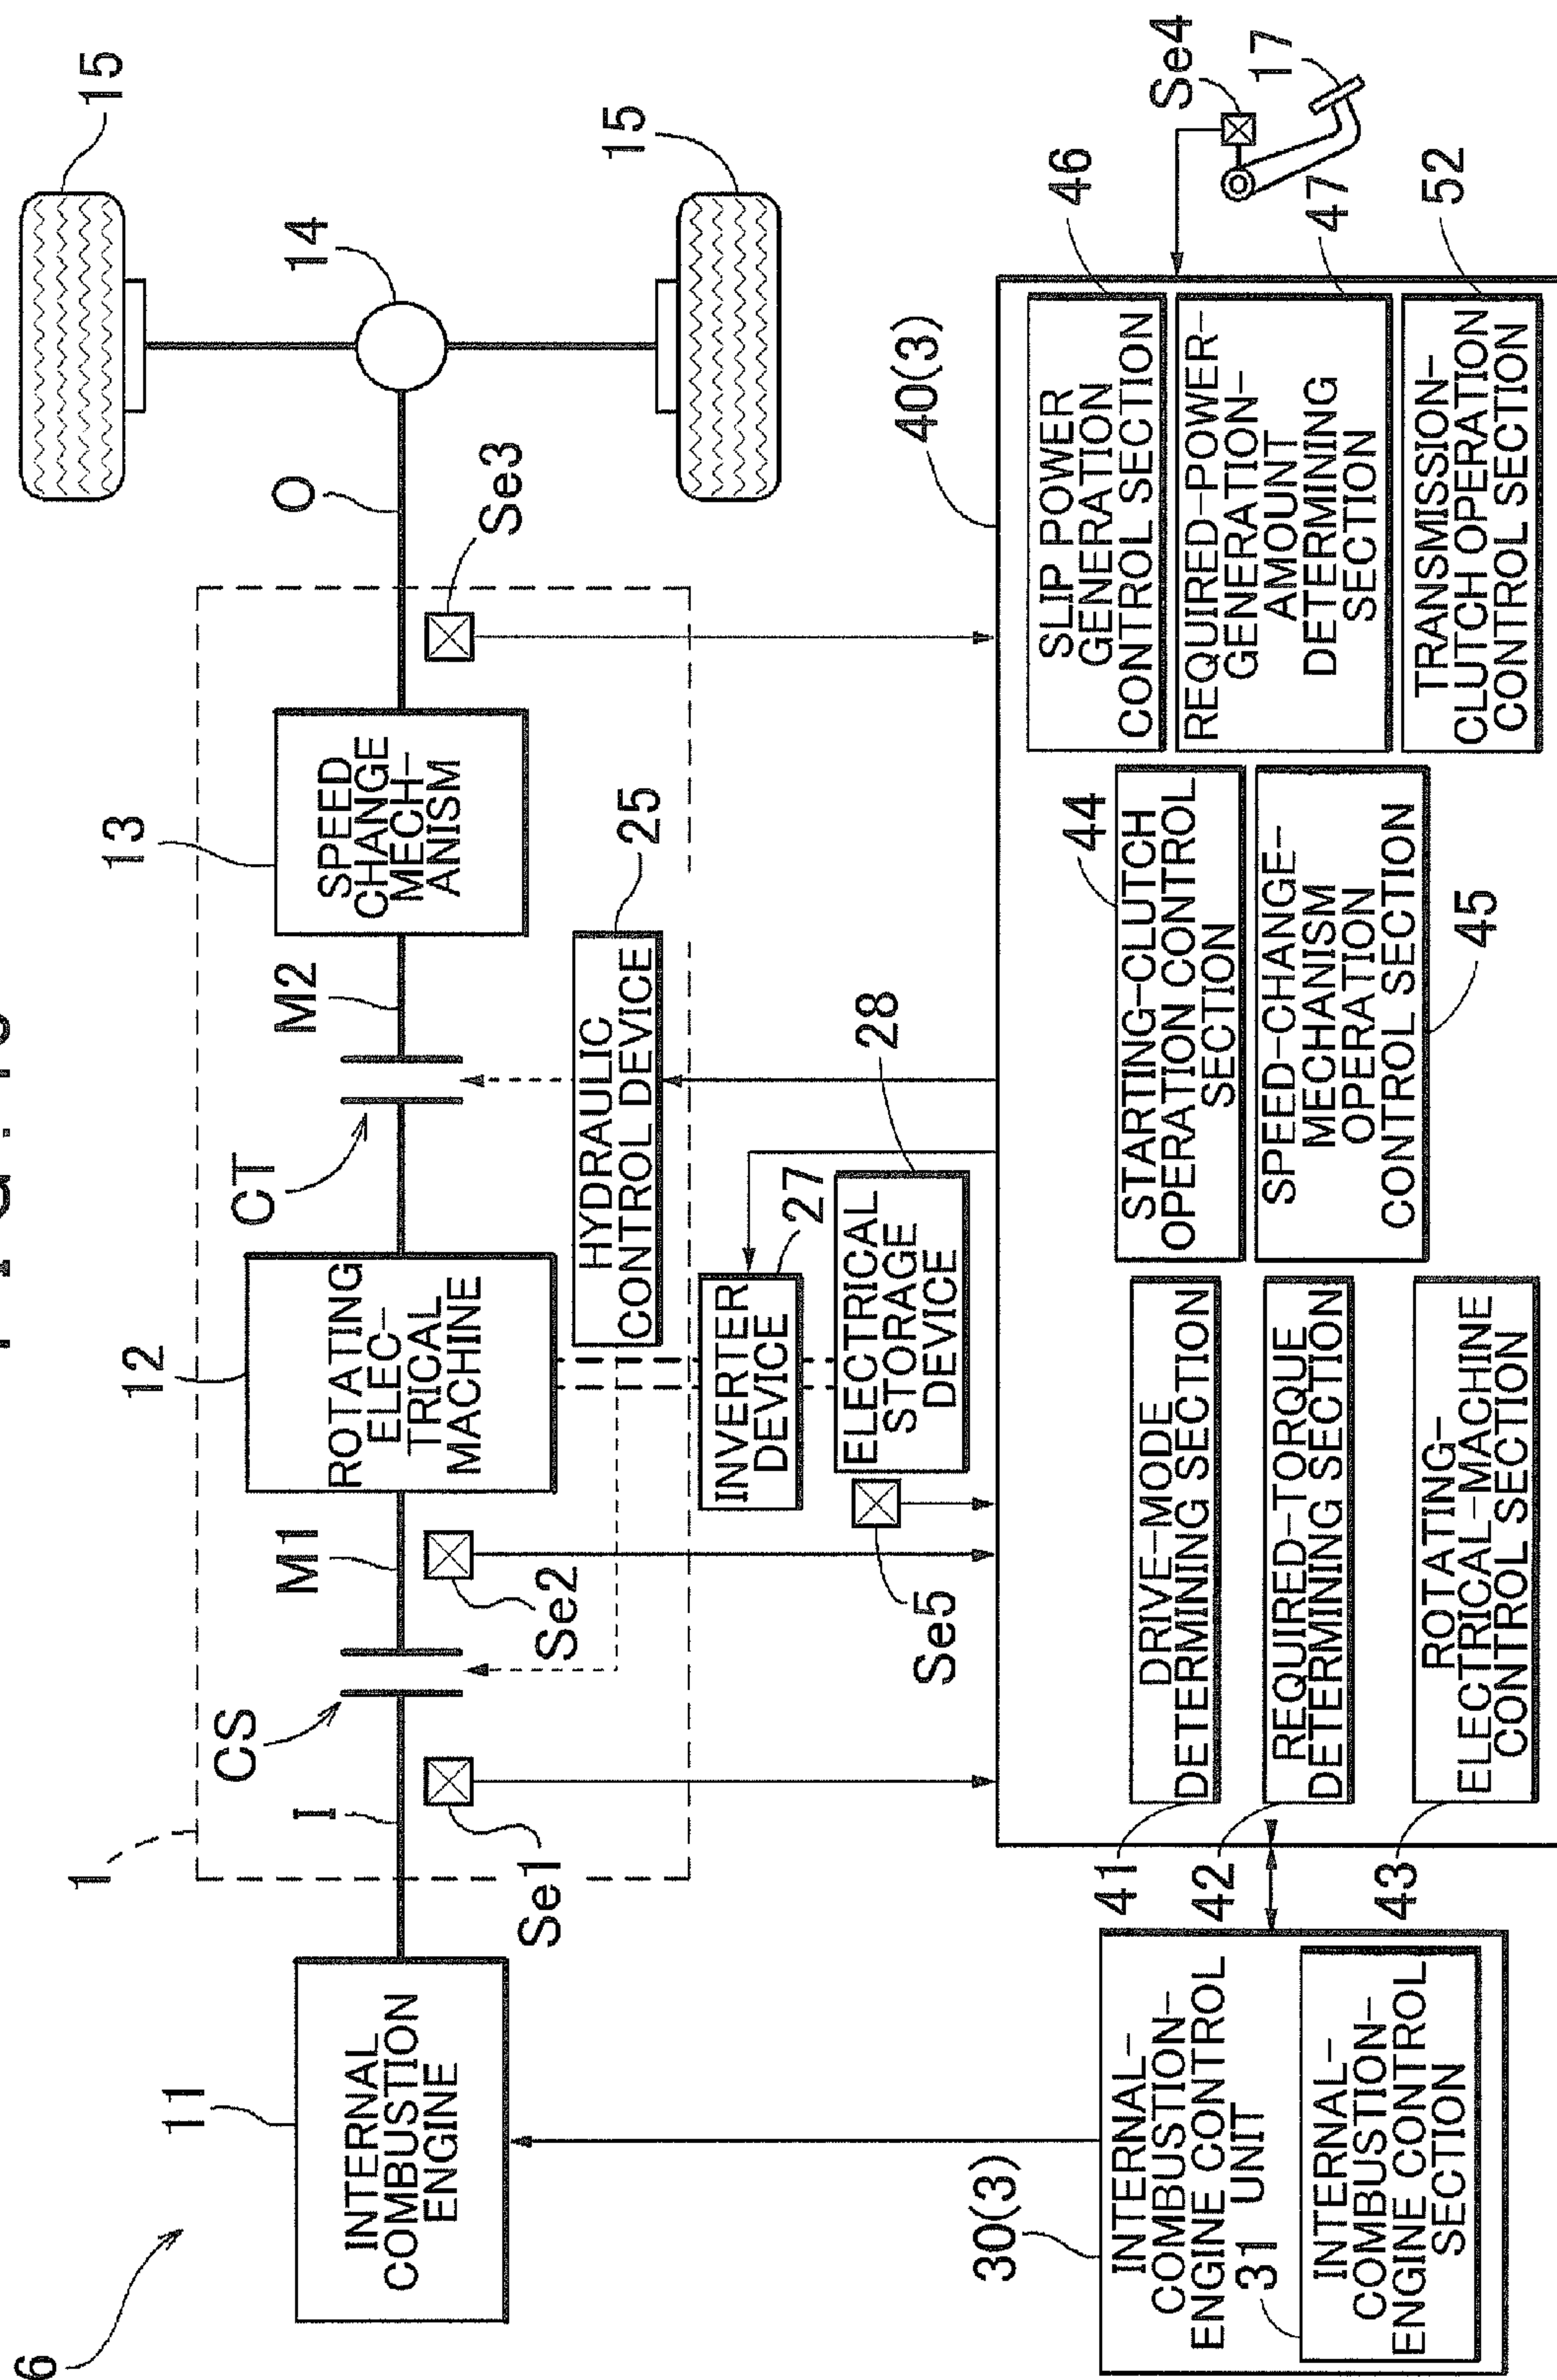 6
11
INTERNAL
COMBUSTION
ENGINE
1
I
CS
Se1
M1
Se2
12
ROTATING
ELEC-
TRICAL
MACHINE
CT
M2
13
SPEED
CHANGE
MECH-
ANISM
O
Se3
14
15
15
HYDRAULIC
CONTROL DEVICE
25
INVERTER
DEVICE
27
ELECTRICAL
STORAGE
DEVICE
28
Se5
30(3)
INTERNAL-
COMBUSTION-
ENGINE CONTROL
UNIT
31
INTERNAL-
COMBUSTION-
ENGINE CONTROL
SECTION
40(3)
41
DRIVE-MODE
DETERMINING SECTION
42
REQUIRED-TORQUE
DETERMINING SECTION
43
ROTATING-
ELECTRICAL-MACHINE
CONTROL SECTION
44
STARTING-CLUTCH
OPERATION CONTROL
SECTION
SPEED-CHANGE-
MECHANISM
OPERATION
CONTROL SECTION
45
SLIP POWER
GENERATION
CONTROL SECTION
46
REQUIRED-POWER-
GENERATION-
AMOUNT
DETERMINING
SECTION
47
TRANSMISSION-
CLUTCH OPERATION
CONTROL SECTION
52
Se4
17